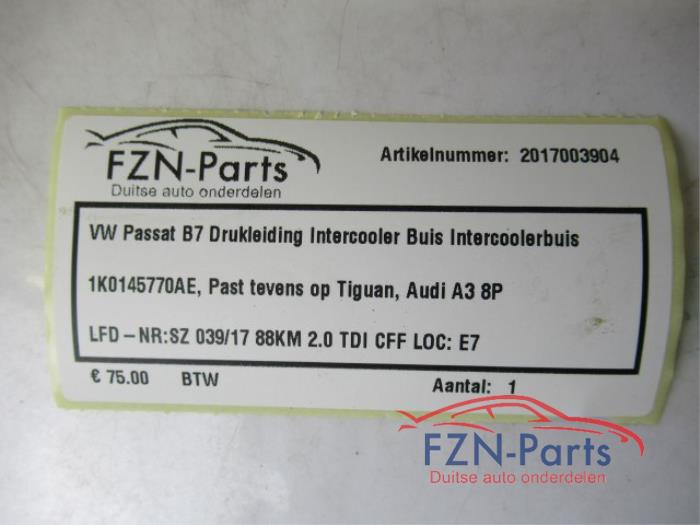 FZN-Parts
Duitse auto onderdelen
Artikelnummer: 2017003904
VW Passat B7 Drukleiding Intercooler Buis Intercoolerbuis
1K0145770AE, Past tevens op Tiguan, Audi A3 8P
LFD-NR:SZ 039/17 88KM 2.0 TDI CFF LOC: E7
€ 75.00 BTW Aantal: 1
FZN-Parts
Duitse auto onderdelen